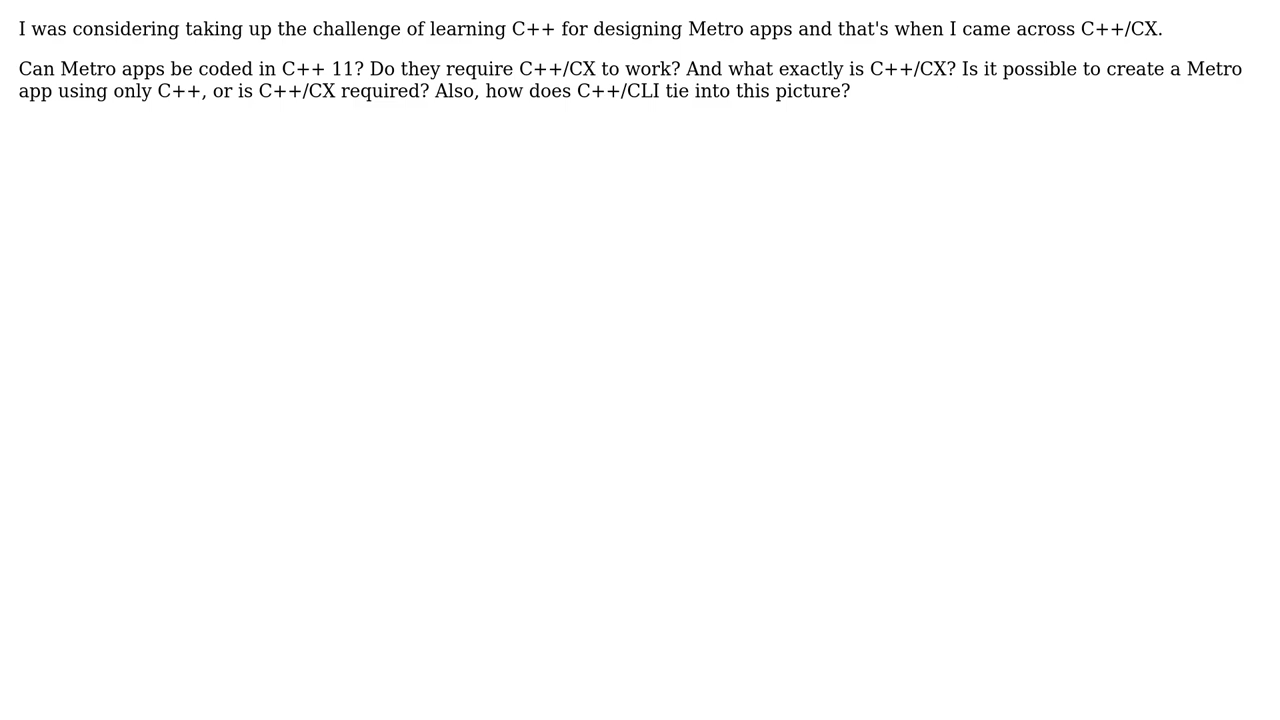 I was considering taking up the challenge of learning C++ for designing Metro apps and that's when I came across C++/CX.
Can Metro apps be coded in C++ 11? Do they require C++/CX to work? And what exactly is C++/CX? Is it possible to create a Metro
app using only C++, or is C++/CX required? Also, how does C++/CLI tie into this picture?